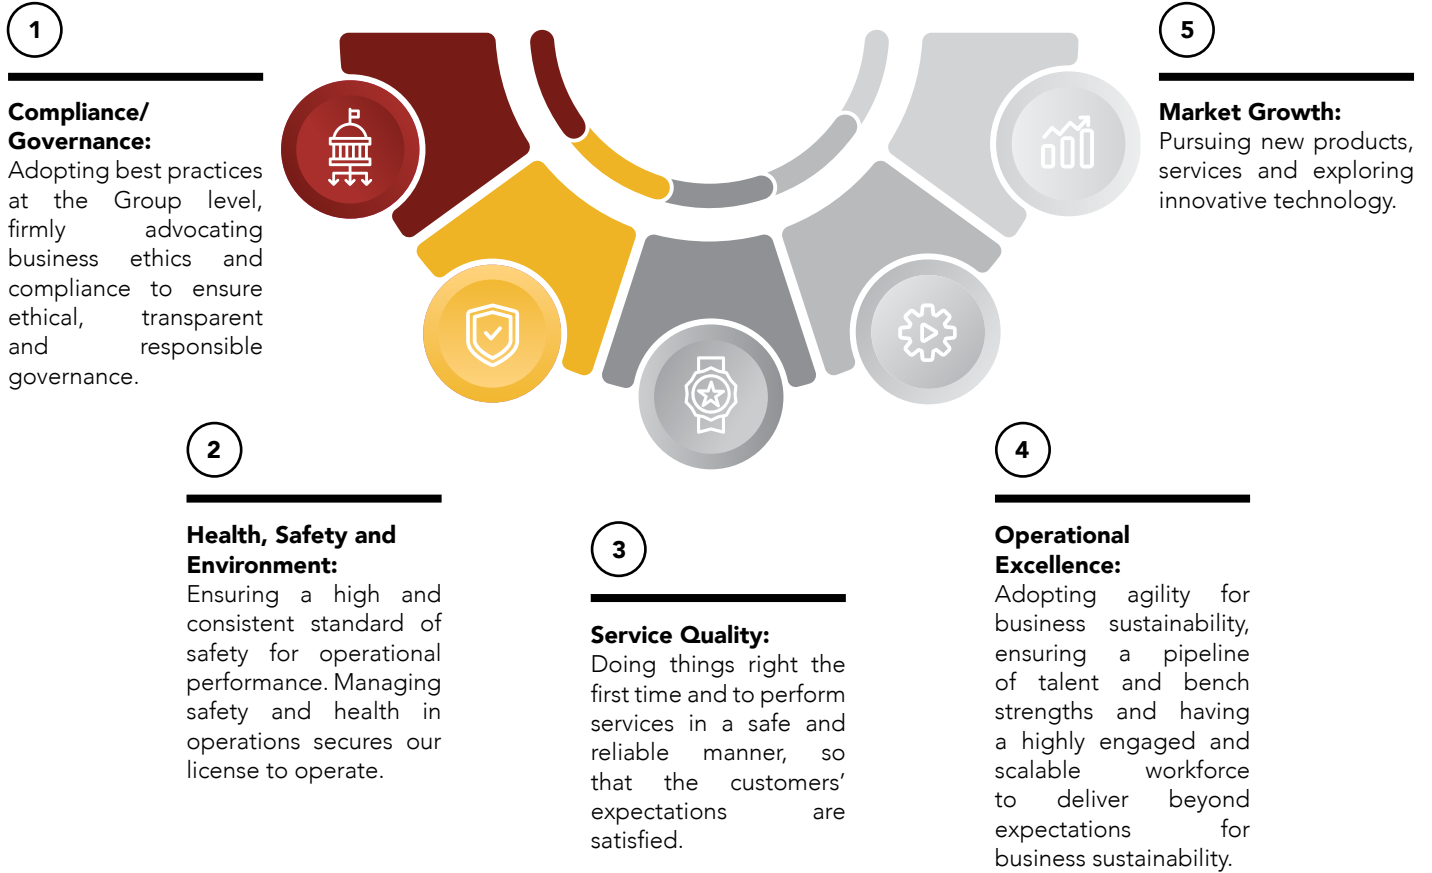 1
Compliance/
Governance:
Adopting best practices
at the Group level,
firmly advocating
business ethics and
compliance to ensure
ethical, transparent
and responsible
governance.
2
Health, Safety and
Environment:
Ensuring a high and
consistent standard of
safety for operational
performance. Managing
safety and health in
operations secures our
license to operate.
3
Service Quality:
Doing things right the
first time and to perform
services in a safe and
reliable manner, so
that the customers’
expectations are
satisfied.
4
Operational
Excellence:
Adopting agility for
business sustainability,
ensuring a pipeline
of talent and bench
strengths and having
a highly engaged and
scalable workforce
to deliver beyond
expectations for
business sustainability.
5
Market Growth:
Pursuing new products,
services and exploring
innovative technology.